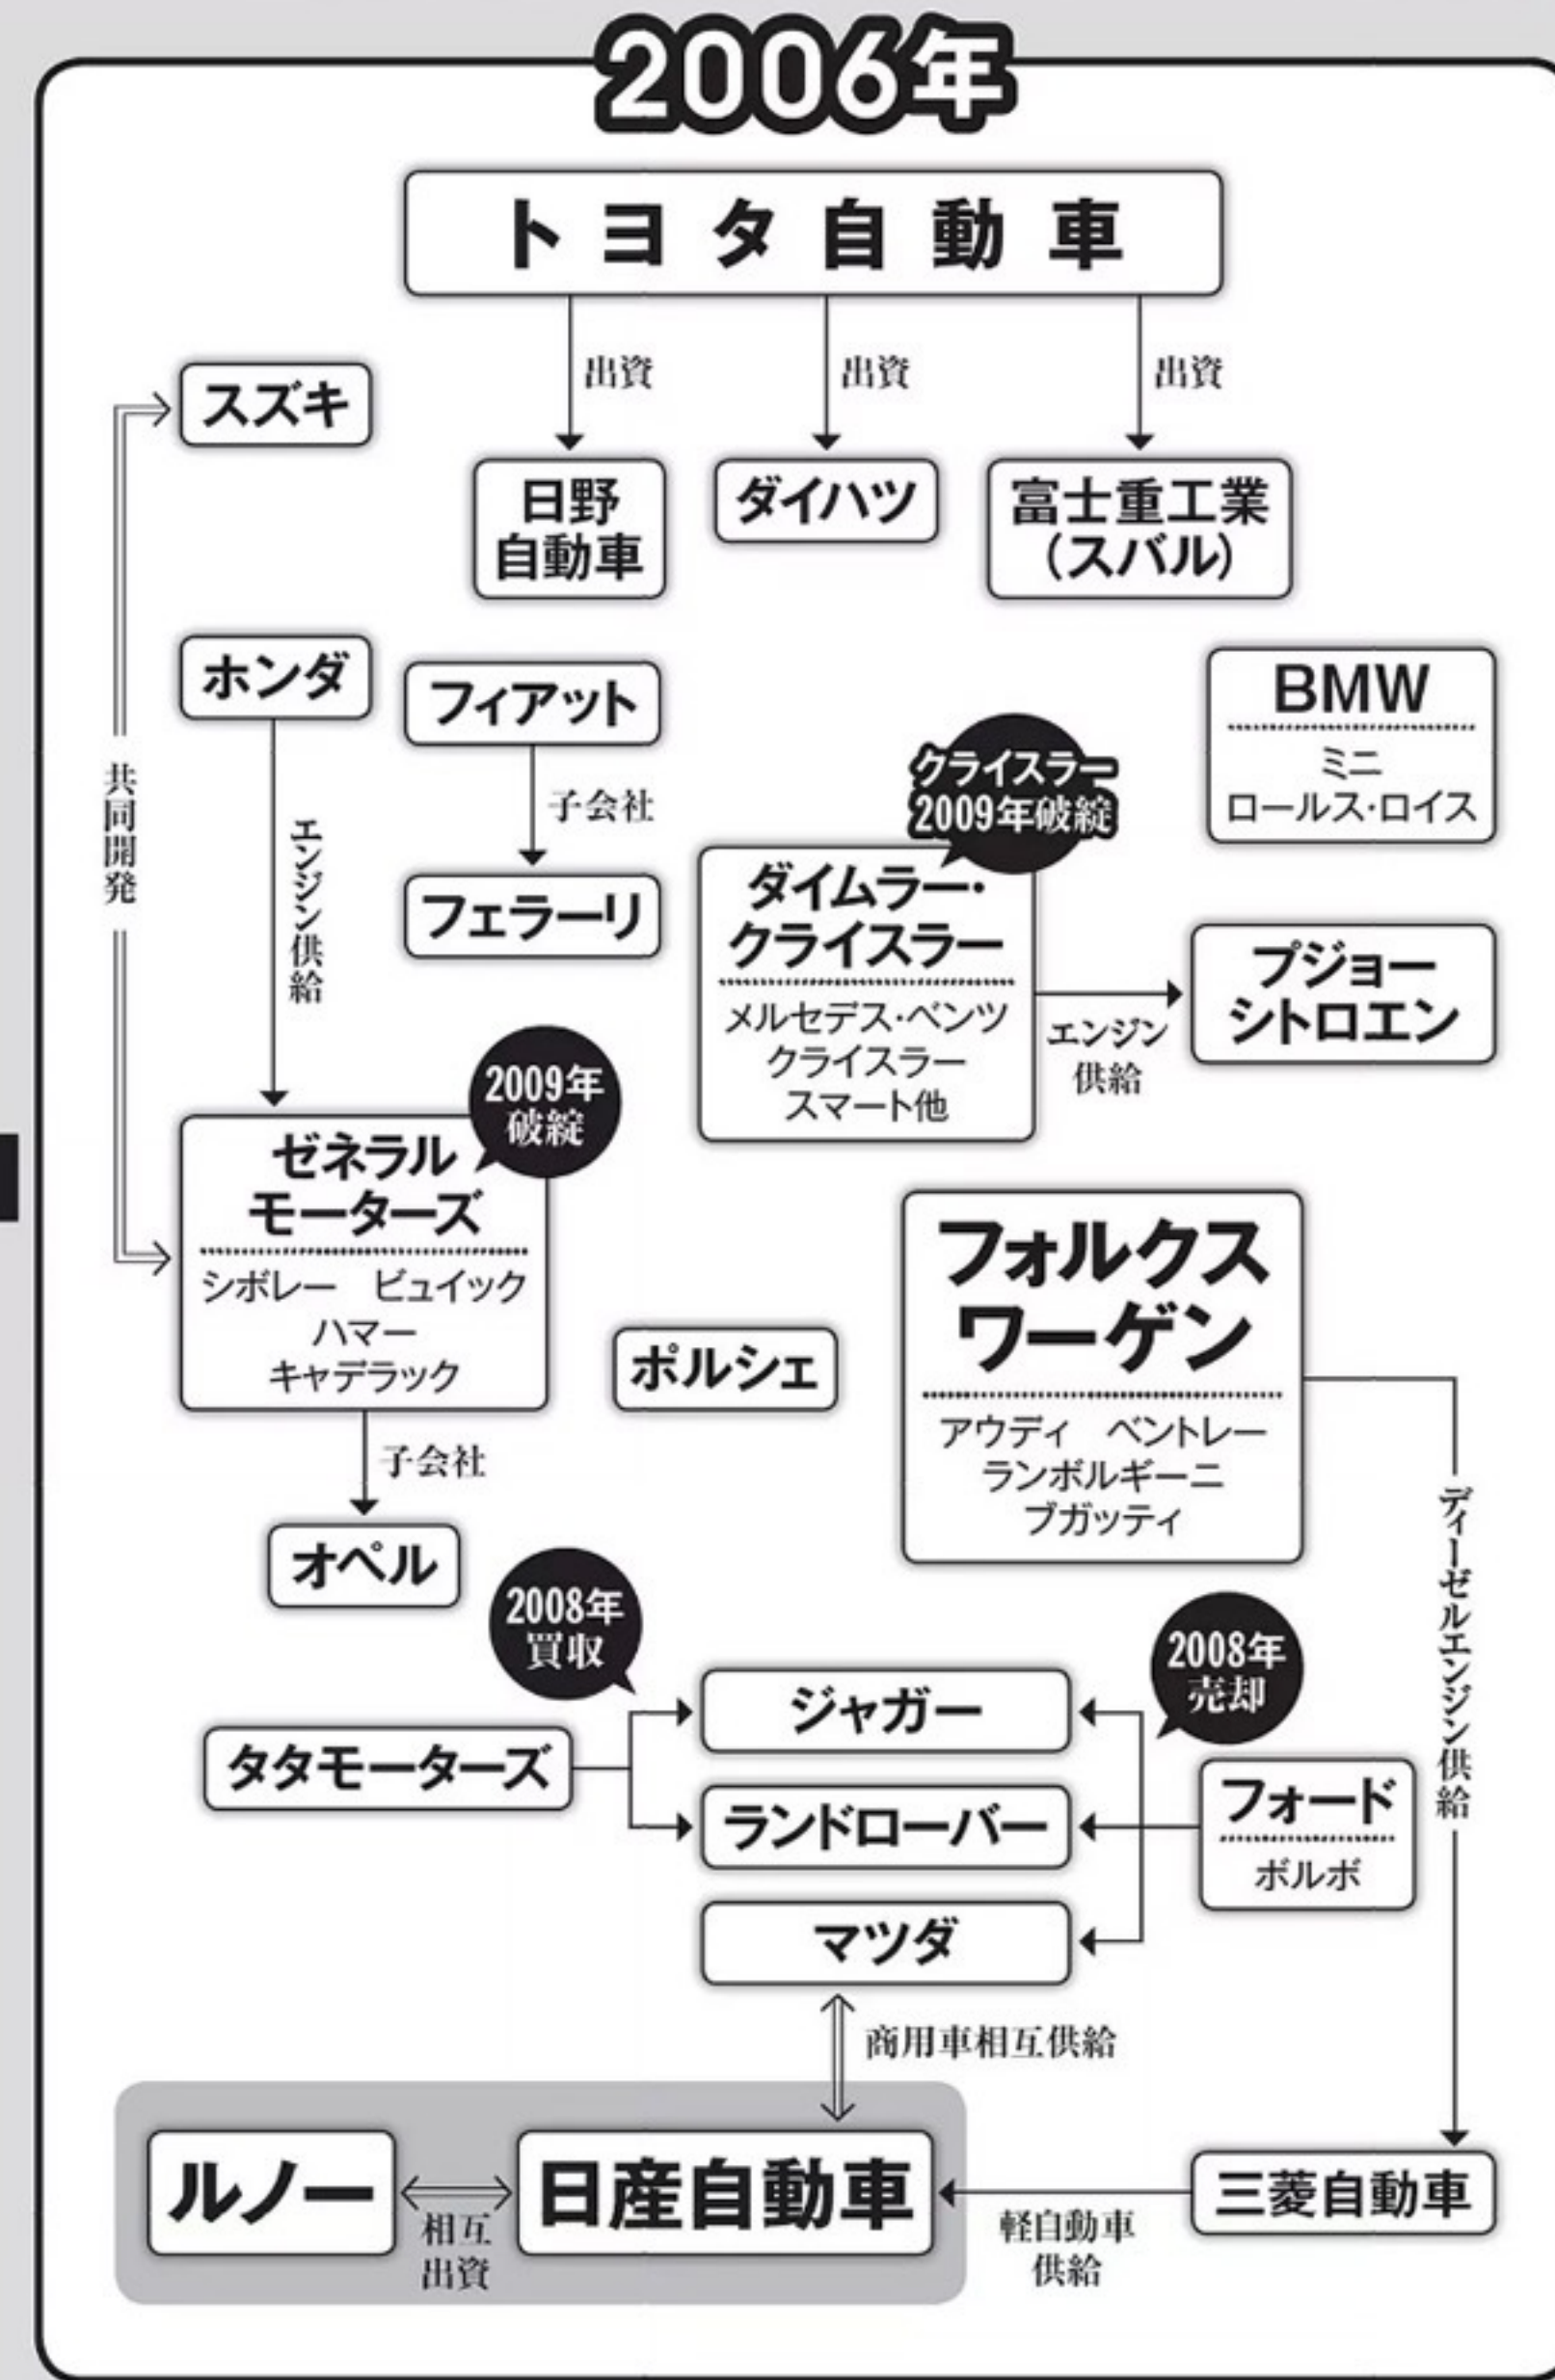 2006年
トヨタ自動車
出資
出資
出資
スズキ
日野
自動車
ダイハツ
富士重工業
(スバル)
共同開発
ホンダ
エンジン供給
フィアット
子会社
フェラーリ
BMW
ミニ
ロールス・ロイス
クライスラー
2009年破綻
ダイムラー・
クライスラー
メルセデス・ベンツ
クライスラー
スマート他
エンジン
供給
プジョー
シトロエン
2009年
破綻
ゼネラル
モーターズ
シボレー ビュイック
ハマー
キャデラック
子会社
オペル
ポルシェ
フォルクス
ワーゲン
アウディ ベントレー
ランボルギーニ
ブガッティ
ディーゼルエンジン供給
2008年
買収
2008年
売却
タタモーターズ
ジャガー
ランドローバー
マツダ
フォード
ボルボ
商用車相互供給
ルノー
相互
出資
日産自動車
軽自動車
供給
三菱自動車